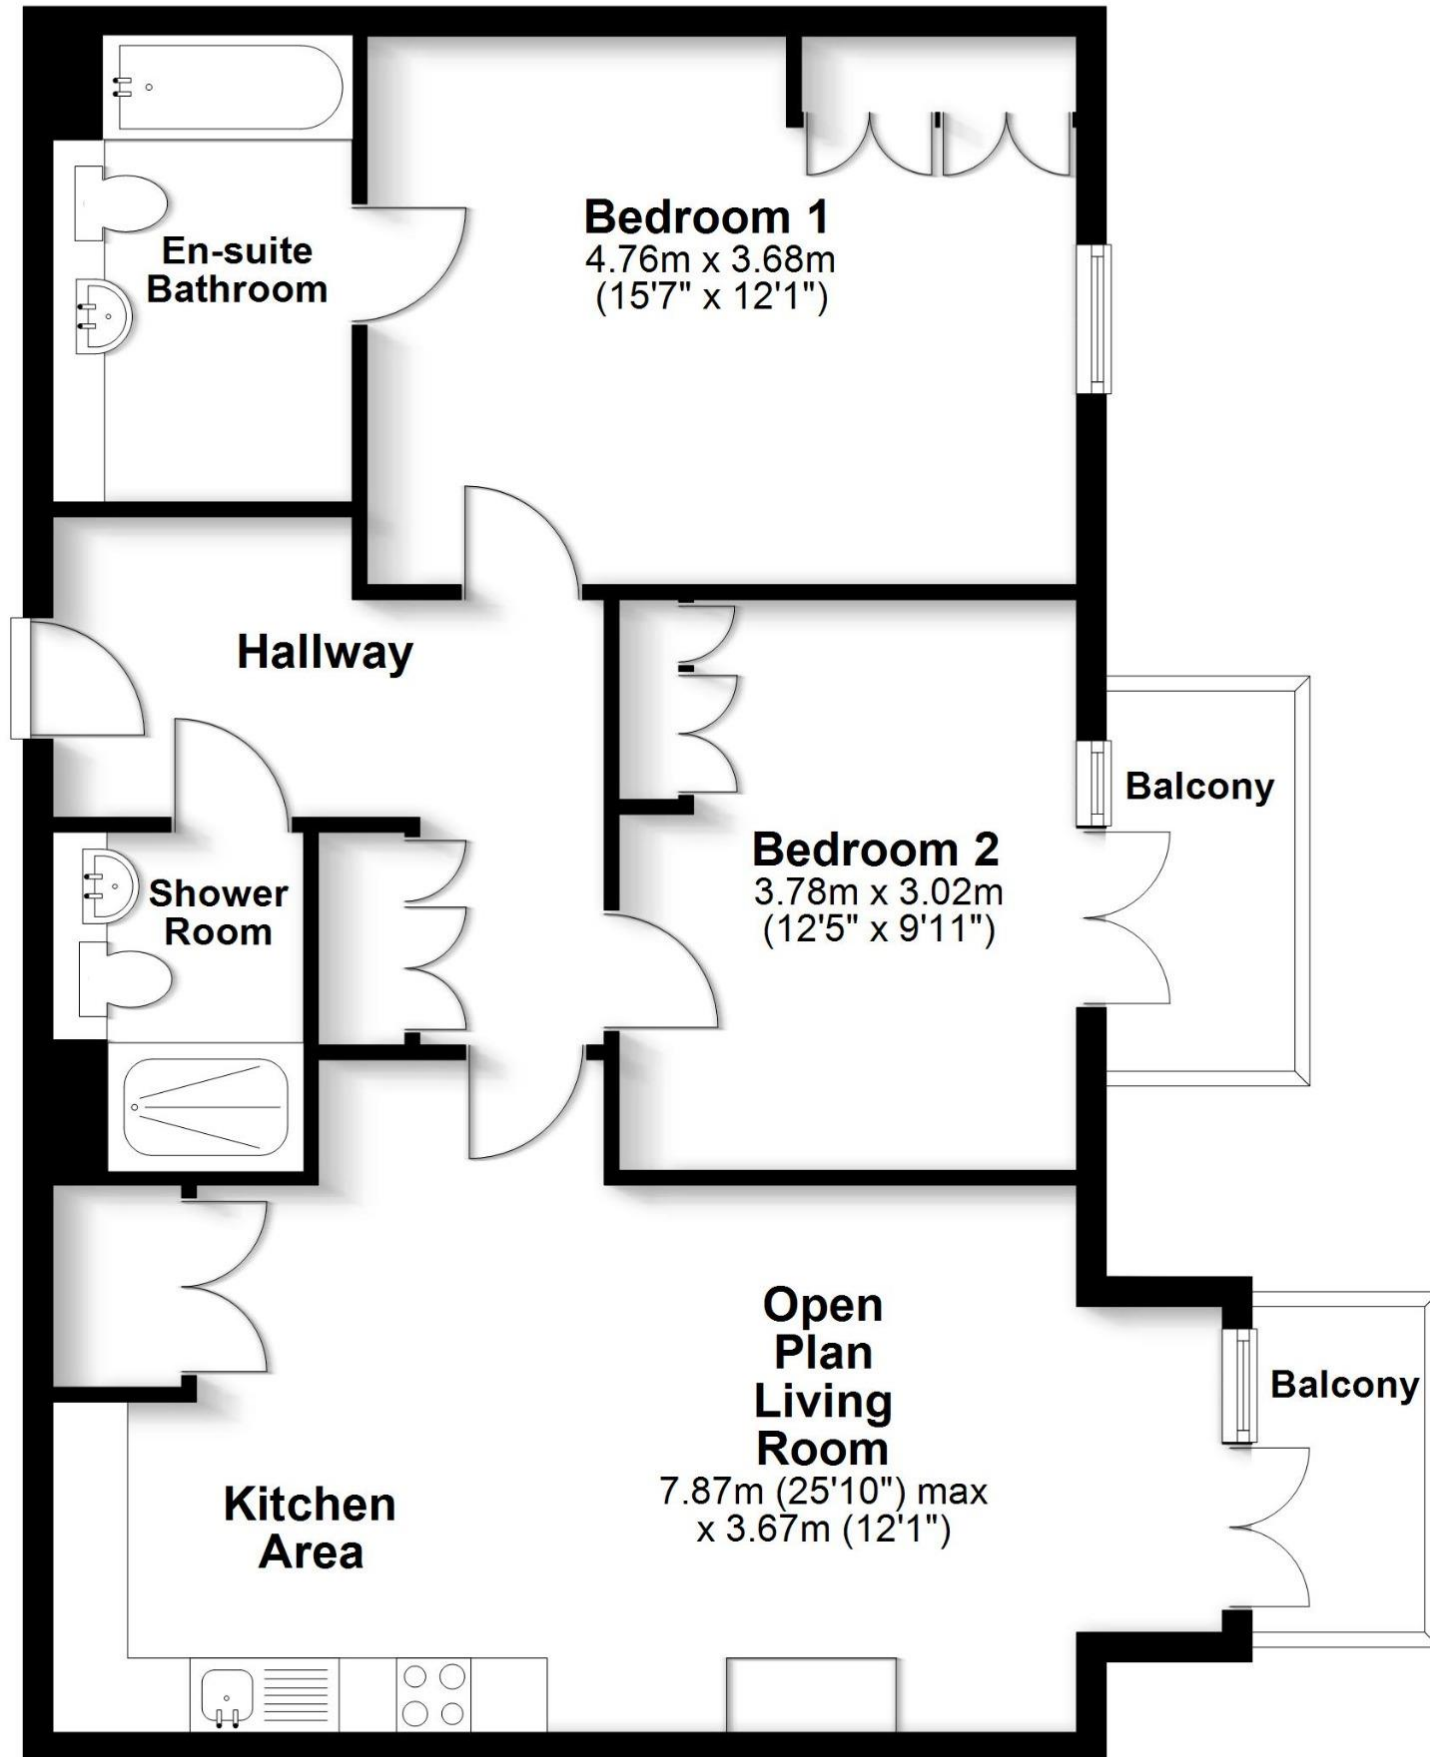 Bedroom 1
4.76m x 3.68m
(15'7" x 12'1")
En-suite
Bathroom
Hallway
Balcony
Bedroom 2
3.78m x 3.02m
(12'5" x 9'11")
Shower
Room
Open
Plan
Living
Room
7.87m (25'10") max
x 3.67m (12'1")
Balcony
Kitchen
Area